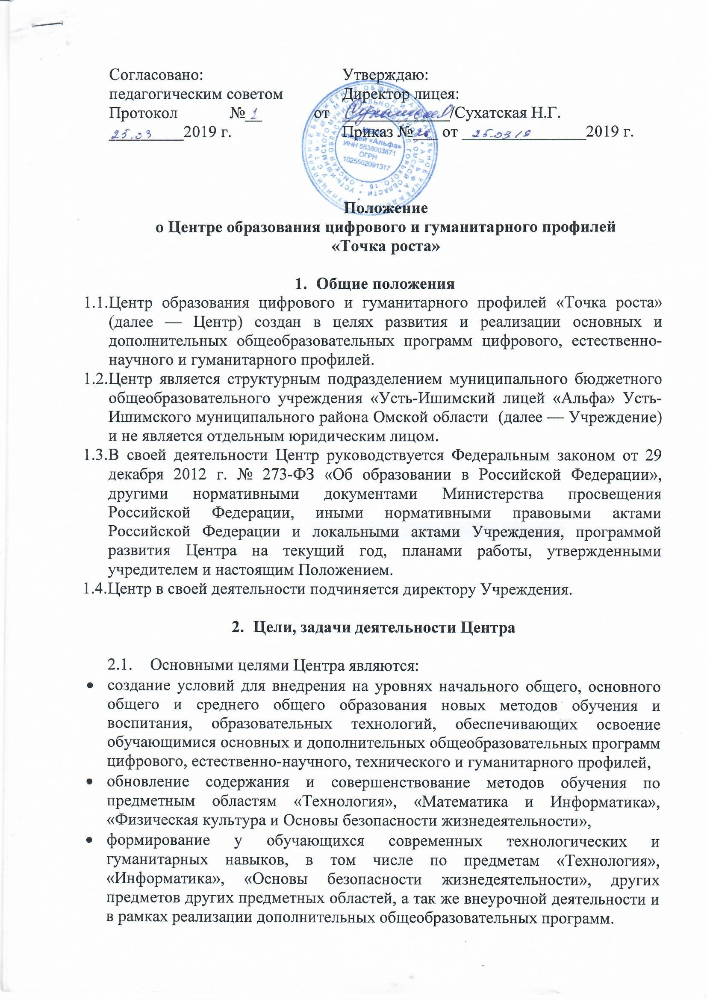 Согласовано:
педагогическим советом
Протокол №_1_ от
25.03 2019 г.
Утверждаю:
Директор лицея:
/Сухатская Н.Г.
Приказ № 26 от 25.03.19 2019 г.
«Лицей «Альфа»
ИНН 5538003671
ОГРН
1025502091317
Положение
о Центре образования цифрового и гуманитарного профилей
«Точка роста»
1. Общие положения
1.1.Центр образования цифрового и гуманитарного профилей «Точка роста»
(далее — Центр) создан в целях развития и реализации основных и
дополнительных общеобразовательных программ цифрового, естественно-
научного и гуманитарного профилей.
1.2.Центр является структурным подразделением муниципального бюджетного
общеобразовательного учреждения «Усть-Ишимский лицей «Альфа» Усть-
Ишимского муниципального района Омской области (далее — Учреждение)
и не является отдельным юридическим лицом.
1.3.В своей деятельности Центр руководствуется Федеральным законом от 29
декабря 2012 г. № 273-ФЗ «Об образовании в Российской Федерации»,
другими нормативными документами Министерства просвещения
Российской Федерации, иными нормативными правовыми актами
Российской Федерации и локальными актами Учреждения, программой
развития Центра на текущий год, планами работы, утвержденными
учредителем и настоящим Положением.
1.4.Центр в своей деятельности подчиняется директору Учреждения.
2. Цели, задачи деятельности Центра
2.1. Основными целями Центра являются:
• создание условий для внедрения на уровнях начального общего, основного
общего и среднего общего образования новых методов обучения и
воспитания, образовательных технологий, обеспечивающих освоение
обучающимися основных и дополнительных общеобразовательных программ
цифрового, естественно-научного, технического и гуманитарного профилей,
• обновление содержания и совершенствование методов обучения по
предметным областям «Технология», «Математика и Информатика»,
«Физическая культура и Основы безопасности жизнедеятельности»,
• формирование у обучающихся современных технологических и
гуманитарных навыков, в том числе по предметам «Технология»,
«Информатика», «Основы безопасности жизнедеятельности», других
предметов других предметных областей, а так же внеурочной деятельности и
в рамках реализации дополнительных общеобразовательных программ.